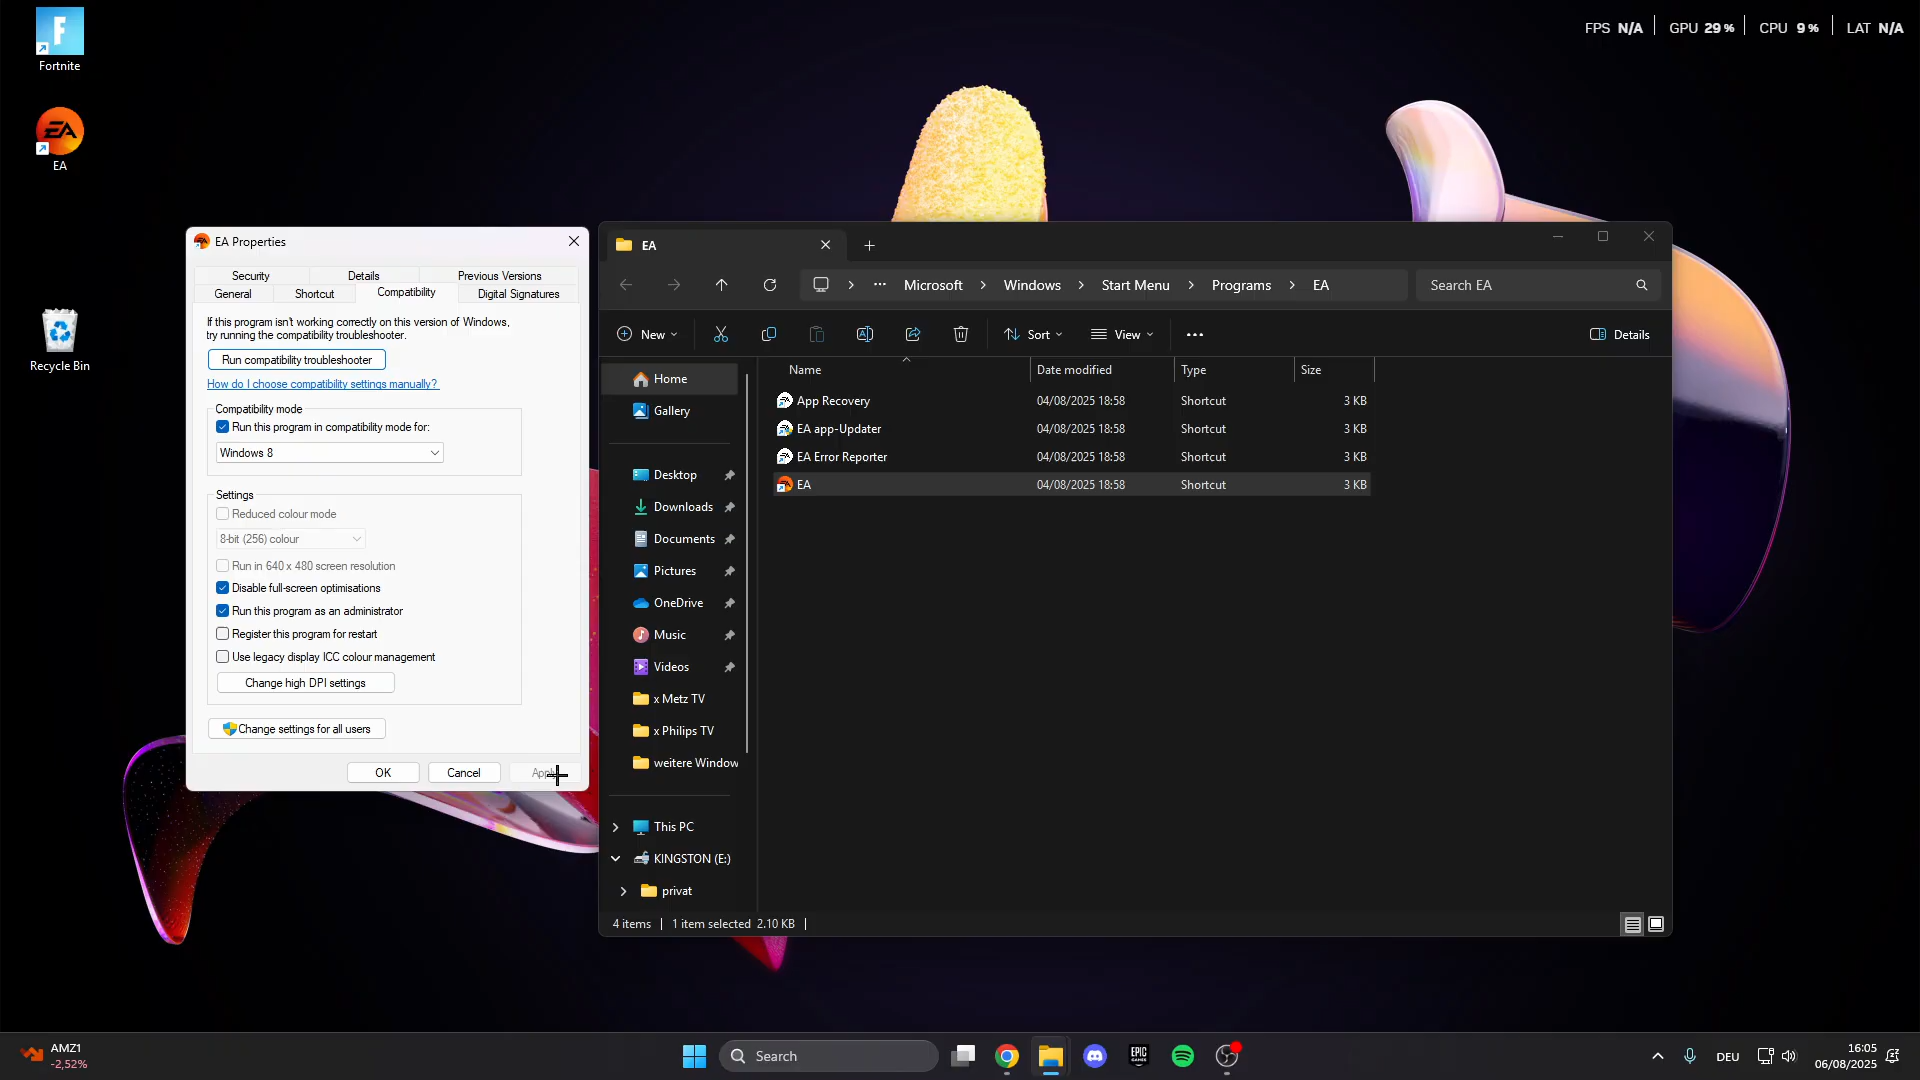 FPS N/A GPU 29 % CPU 9 % LAT N/A
Fortnite
EA
Recycle Bin
EA Properties
Security Details Previous Versions
General Shortcut Compatibility Digital Signatures
If this program isn't working correctly on this version of Windows,
try running the compatibility troubleshooter.
Run compatibility troubleshooter
How do I choose compatibility settings manually?
Compatibility mode
Run this program in compatibility mode for:
Windows 8
Settings
Reduced colour mode
8-bit (256) colour
Run in 640 x 480 screen resolution
Disable full-screen optimisations
Run this program as an administrator
Register this program for restart
Use legacy display ICC colour management
Change high DPI settings
Change settings for all users
OK Cancel Apply
EA
Microsoft Windows Start Menu Programs EA
Search EA
New Sort View Details
Name Date modified Type Size
App Recovery 04/08/2025 18:58 Shortcut 3 KB
EA app-Updater 04/08/2025 18:58 Shortcut 3 KB
EA Error Reporter 04/08/2025 18:58 Shortcut 3 KB
EA 04/08/2025 18:58 Shortcut 3 KB
Home
Gallery
Desktop
Downloads
Documents
Pictures
OneDrive
Music
Videos
x Metz TV
x Philips TV
weitere Window
This PC
KINGSTON (E:)
privat
4 items 1 item selected 2.10 KB
AMZ1
-2,52%
Search
EPIC GAMES
DEU
16:05
06/08/2025